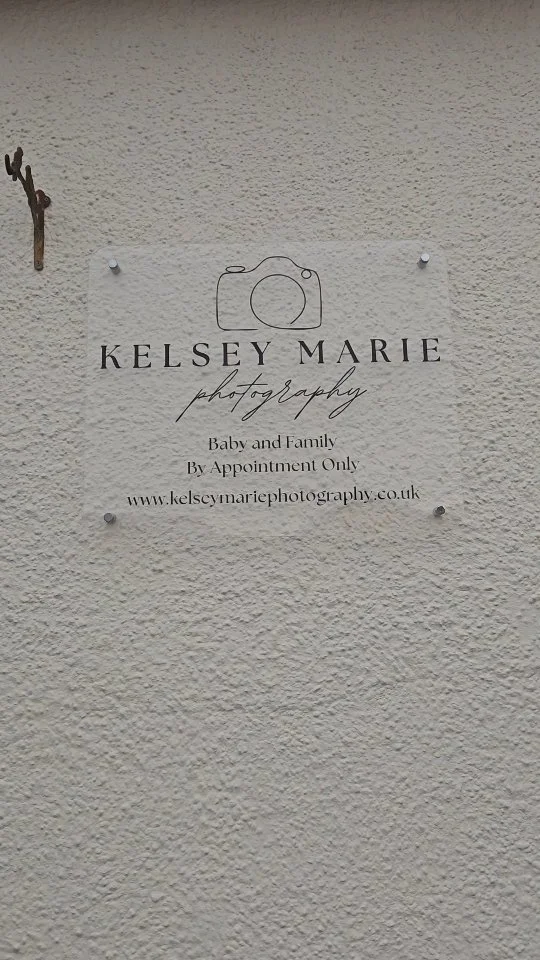 KELSEY MARIE
photography
Baby and Family
By Appointment Only
www.kelseymariephotography.co.uk